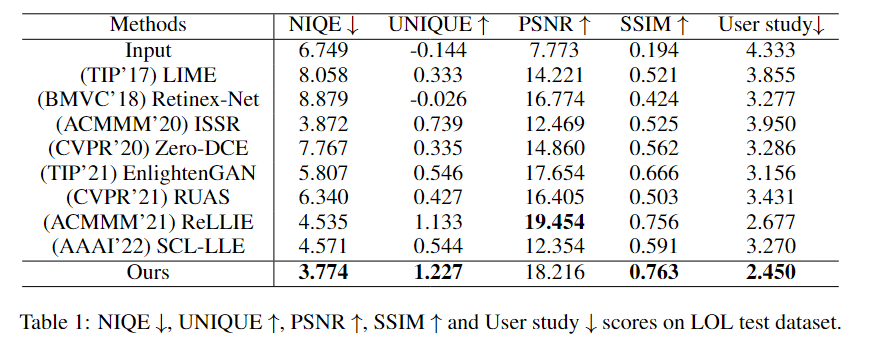 Methods NIQE ↓ UNIQUE ↑ PSNR ↑ SSIM ↑ User study↓
Input 6.749 -0.144 7.773 0.194 4.333
(TIP'17) LIME 8.058 0.333 14.221 0.521 3.855
(BMVC'18) Retinex-Net 8.879 -0.026 16.774 0.424 3.277
(ACMMM'20) ISSR 3.872 0.739 12.469 0.525 3.950
(CVPR'20) Zero-DCE 7.767 0.335 14.860 0.562 3.286
(TIP'21) EnlightenGAN 5.807 0.546 17.654 0.666 3.156
(CVPR'21) RUAS 6.340 0.427 16.405 0.503 3.431
(ACMMM'21) ReLLIE 4.535 1.133 19.454 0.756 2.677
(AAAI'22) SCL-LLE 4.571 0.544 12.354 0.591 3.270
Ours 3.774 1.227 18.216 0.763 2.450
Table 1: NIQE ↓, UNIQUE ↑, PSNR ↑, SSIM ↑ and User study ↓ scores on LOL test dataset.